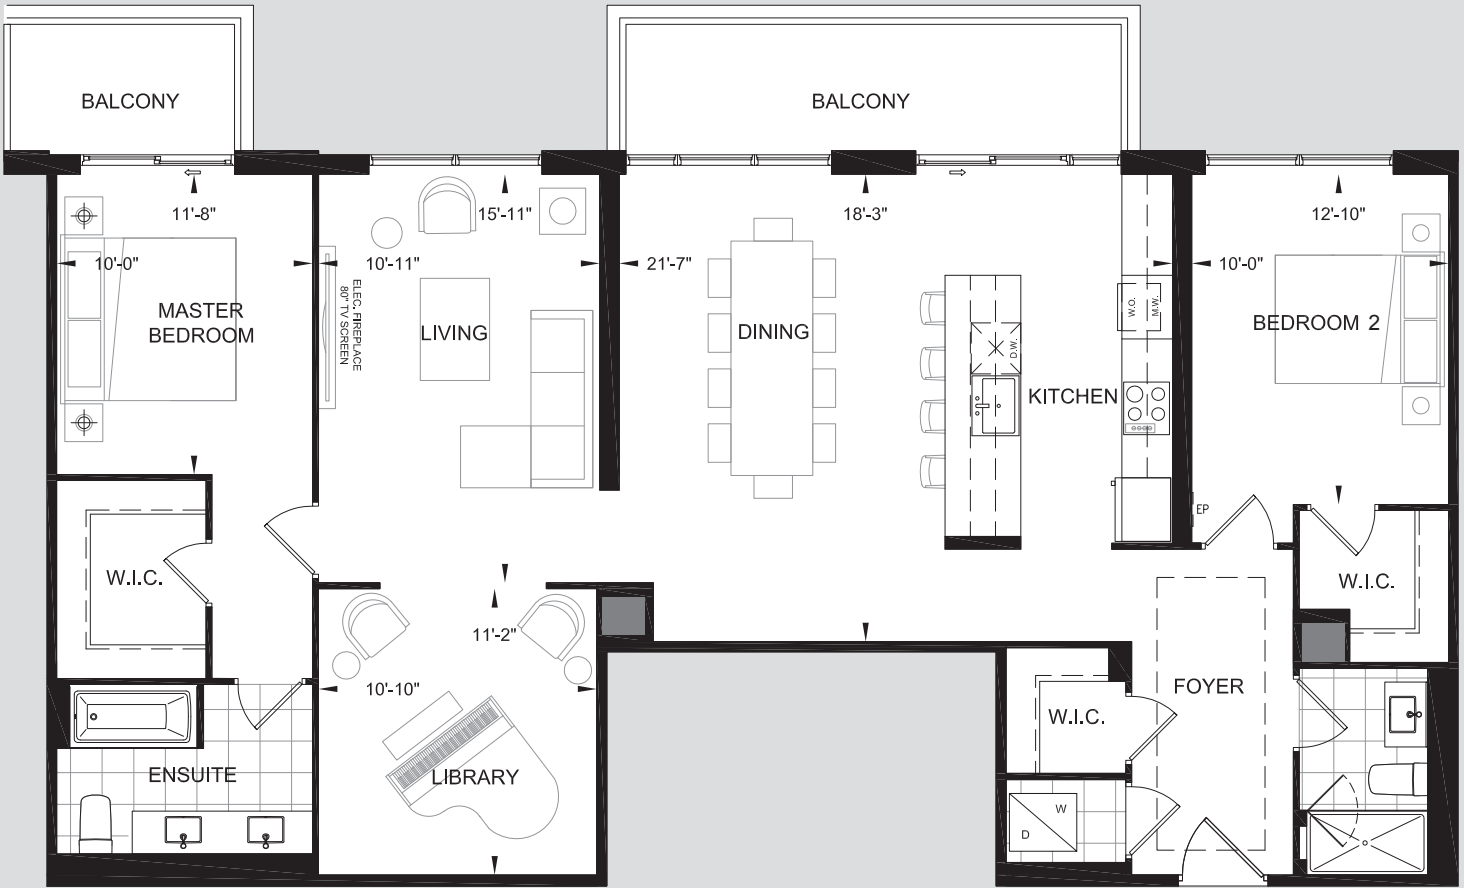 BALCONY
BALCONY
11'-8"
15'-11"
18'-3"
12'-10"
10'-0"
10'-11"
21'-7"
10'-0"
MASTER
BEDROOM
ELEC. FIREPLACE
80" TV SCREEN
LIVING
DINING
D.W.
W.O.
M.W.
BEDROOM 2
KITCHEN
EP
W.I.C.
W.I.C.
11'-2"
10'-10"
FOYER
W.I.C.
ENSUITE
LIBRARY
W
D